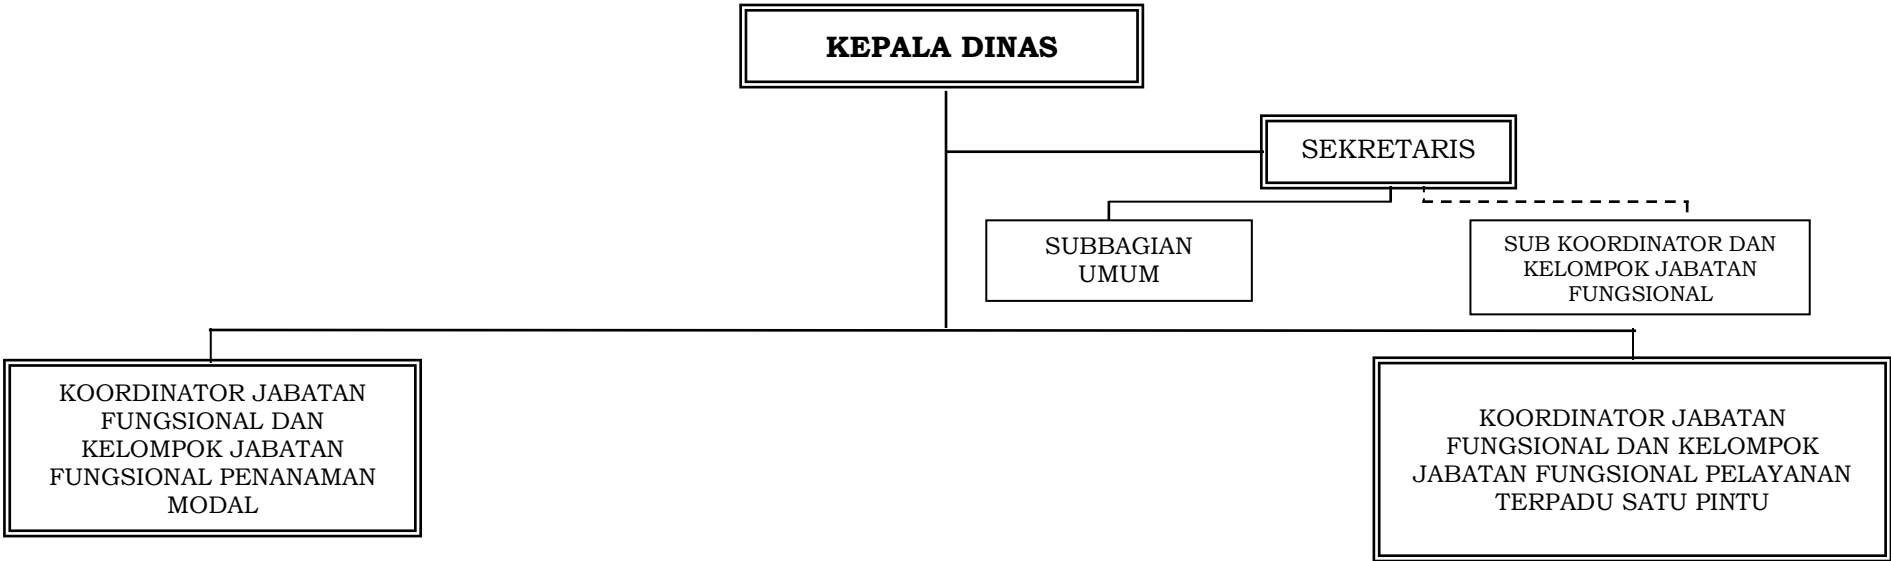 KEPALA DINAS
SEKRETARIS
SUBBAGIAN
UMUM
SUB KOORDINATOR DAN
KELOMPOK JABATAN
FUNGSIONAL
KOORDINATOR JABATAN
FUNGSIONAL DAN
KELOMPOK JABATAN
FUNGSIONAL PENANAMAN
MODAL
KOORDINATOR JABATAN
FUNGSIONAL DAN KELOMPOK
JABATAN FUNGSIONAL PELAYANAN
TERPADU SATU PINTU